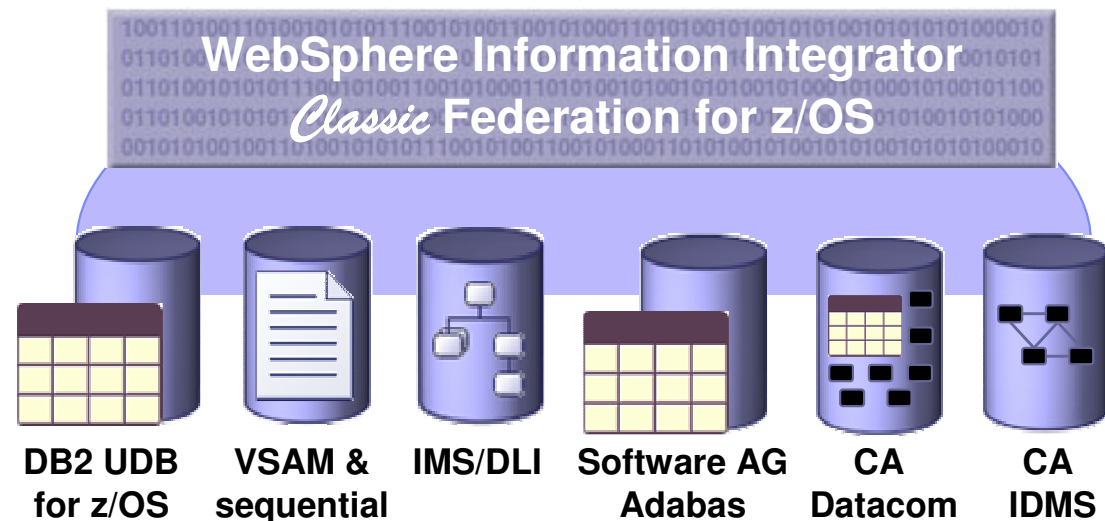 WebSphere Information Integrator
Classic Federation for z/OS
DB2 UDB
for z/OS
VSAM &
sequential
IMS/DLI
Software AG
Adabas
CA
Datacom
CA
IDMS